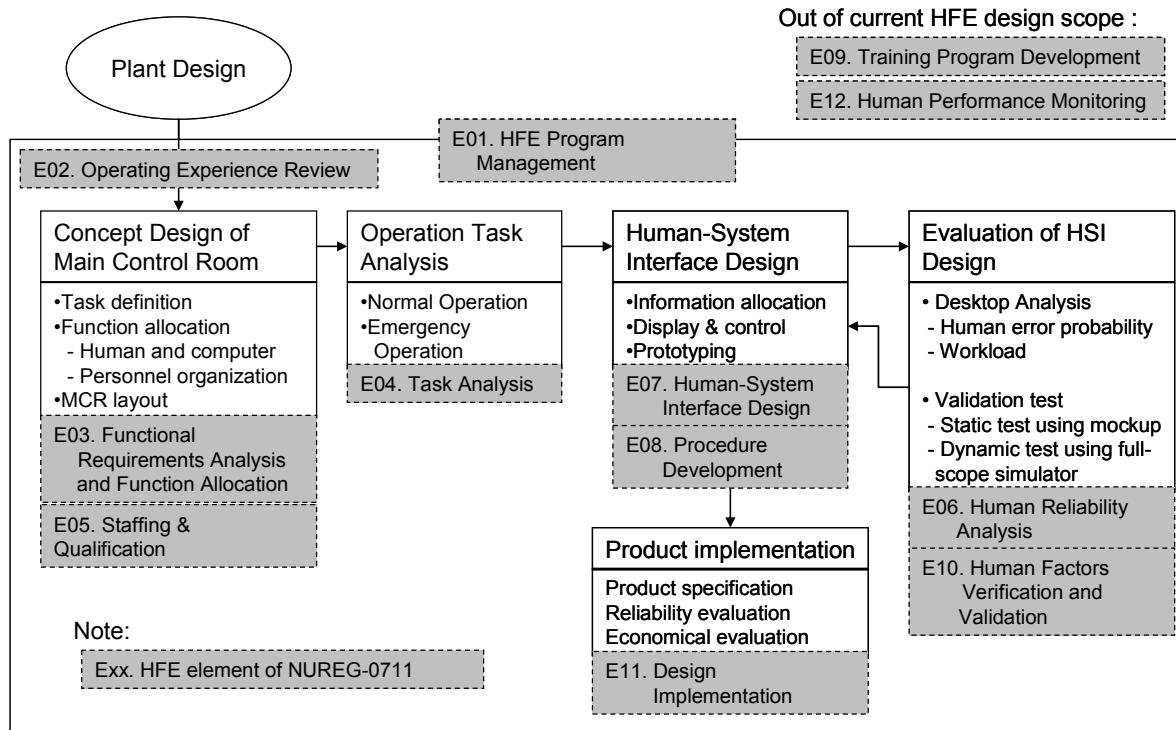 Out of current HFE design scope :
E09. Training Program Development
E12. Human Performance Monitoring
Plant Design
E01. HFE Program
Management
E02. Operating Experience Review
Concept Design of
Main Control Room
•Task definition
•Function allocation
- Human and computer
- Personnel organization
•MCR layout
E03. Functional
Requirements Analysis
and Function Allocation
E05. Staffing &
Qualification
Operation Task
Analysis
•Normal Operation
•Emergency
Operation
E04. Task Analysis
Human-System
Interface Design
•Information allocation
•Display & control
•Prototyping
E07. Human-System
Interface Design
E08. Procedure
Development
Evaluation of HSI
Design
• Desktop Analysis
- Human error probability
- Workload
• Validation test
- Static test using mockup
- Dynamic test using full-
scope simulator
E06. Human Reliability
Analysis
E10. Human Factors
Verification and
Validation
Product implementation
Product specification
Reliability evaluation
Economical evaluation
E11. Design
Implementation
Note:
Exx. HFE element of NUREG-0711